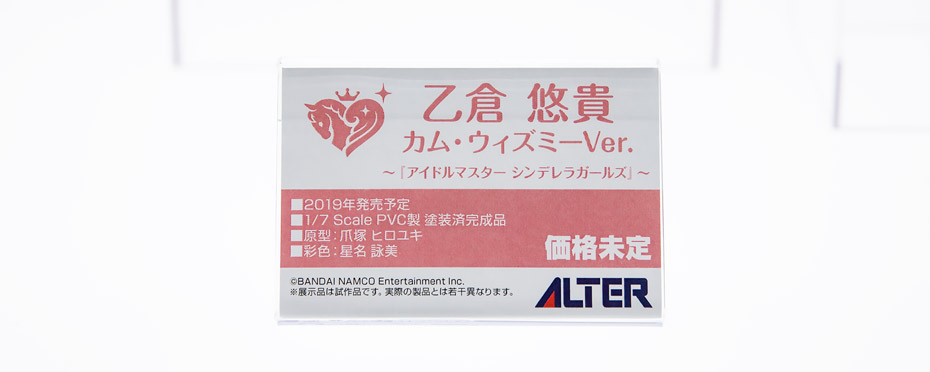 乙倉 悠貴
カム・ウィズミーVer.
～『アイドルマスター シンデレラガールズ』～
■2019年発売予定
■1/7 Scale PVC製 塗装済完成品
■原型：爪塚 ヒロユキ
■彩色：星名 詠美
価格未定
©BANDAI NAMCO Entertainment Inc.
※展示品は試作品です。実際の製品とは若干異なります。
ALTER